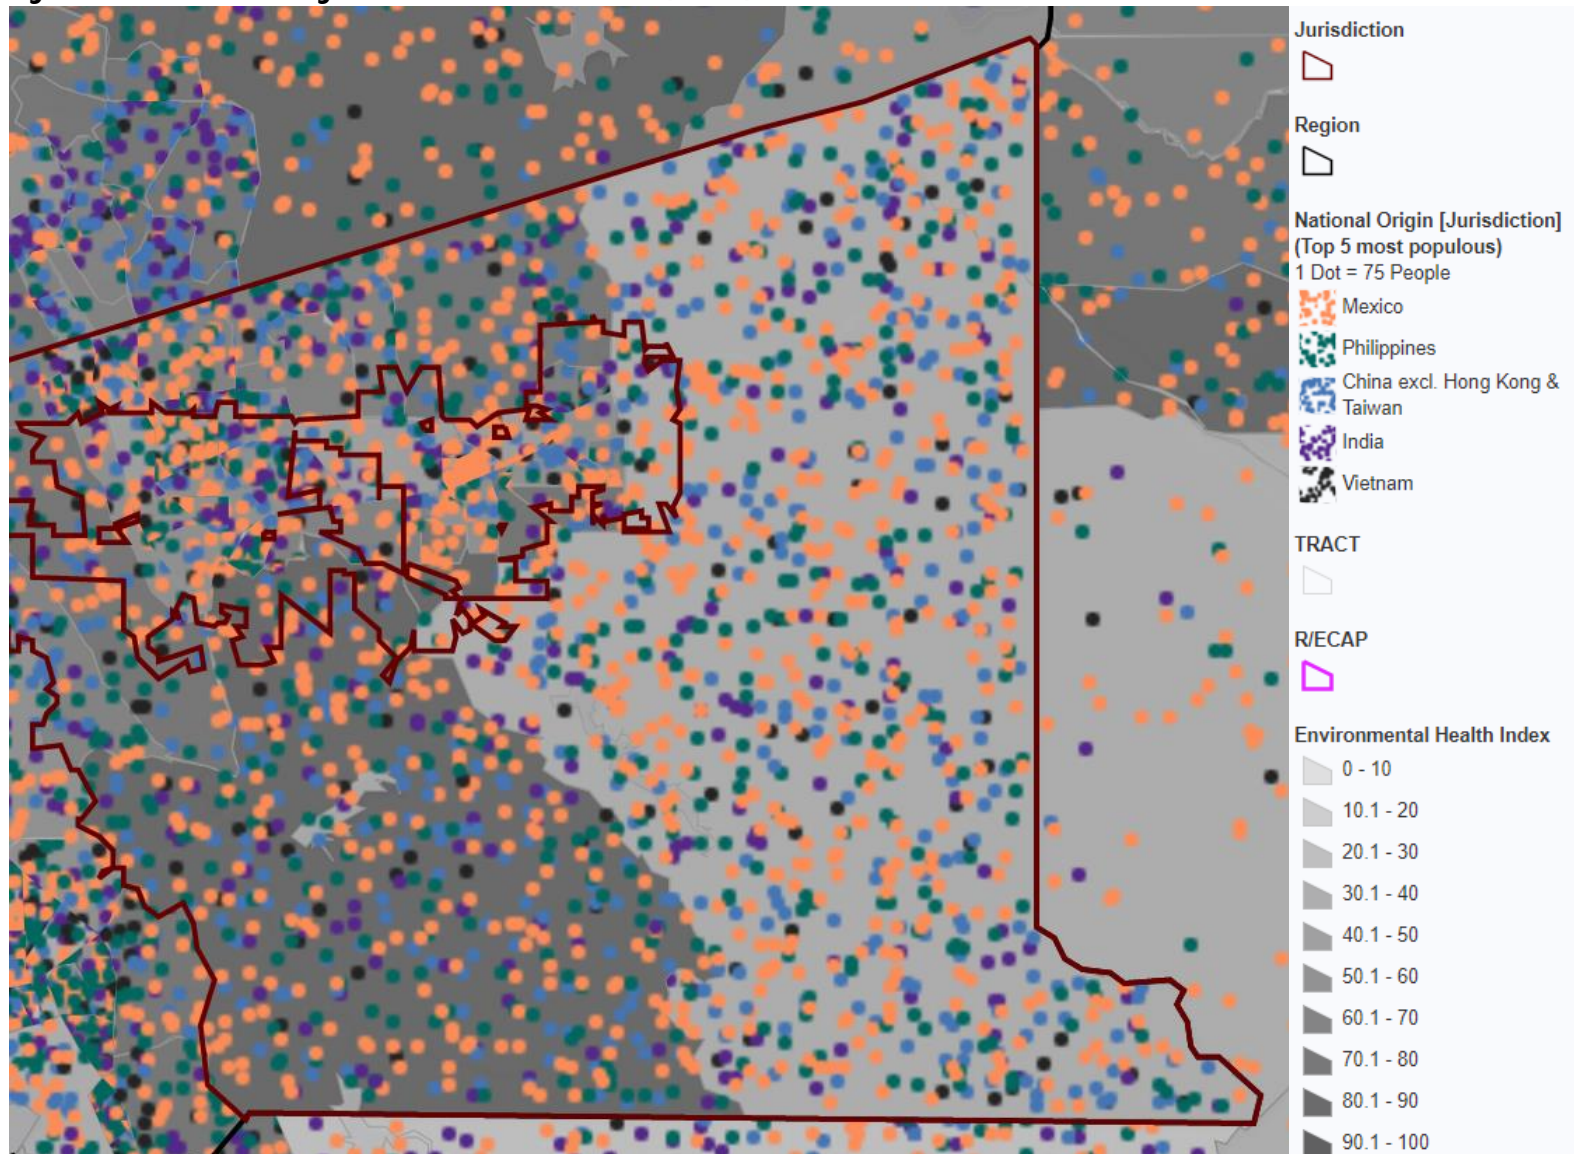 Jurisdiction
Region
National Origin [Jurisdiction]
(Top 5 most populous)
1 Dot = 75 People
Mexico
Philippines
China excl. Hong Kong &
Taiwan
India
Vietnam
TRACT
R/ECAP
Environmental Health Index
0 - 10
10.1 - 20
20.1 - 30
30.1 - 40
40.1 - 50
50.1 - 60
60.1 - 70
70.1 - 80
80.1 - 90
90.1 - 100